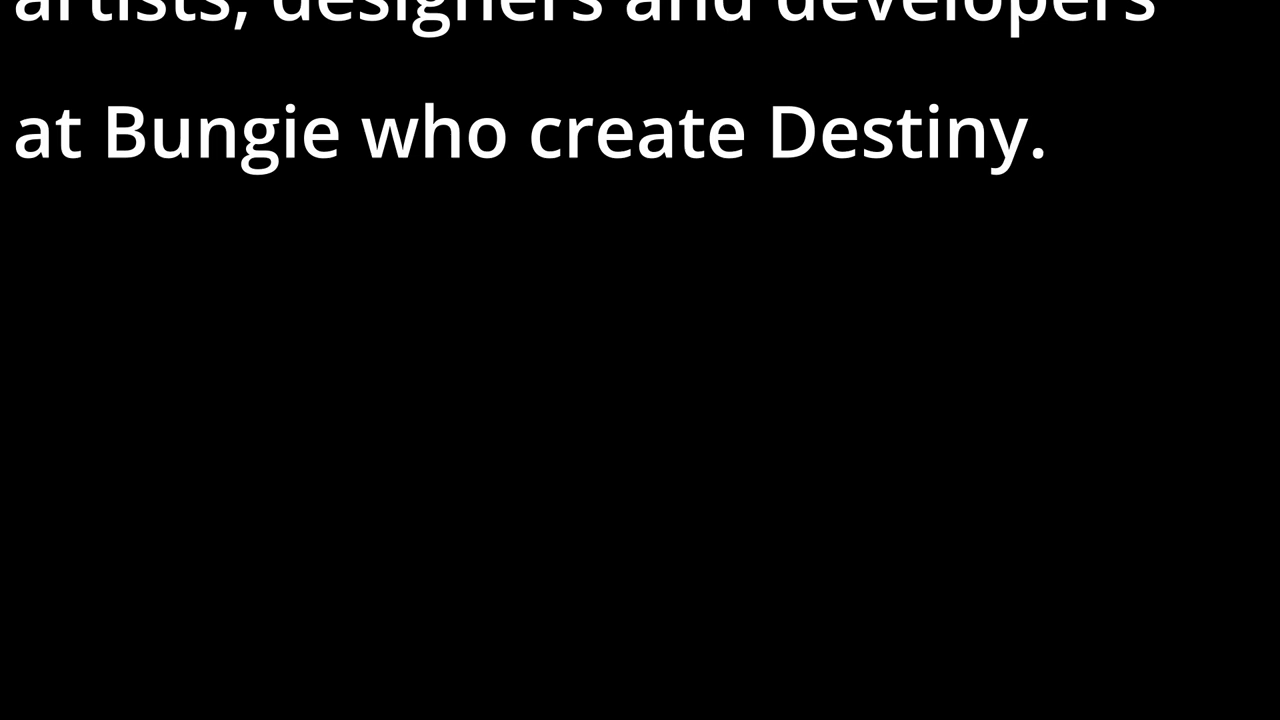 artists, designers and developers
at Bungie who create Destiny.